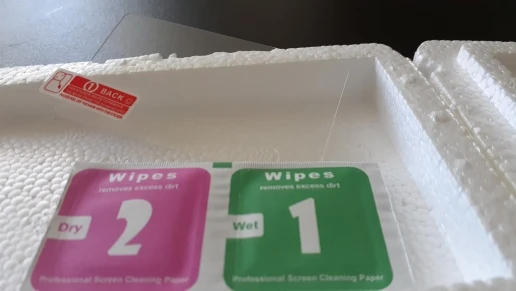 ① BACK
Wipes
removes excess dirt
Dry
2
Professional Screen Cleaning Paper
Wipes
removes excess dirt
Wet
1
Professional Screen Cleaning Paper